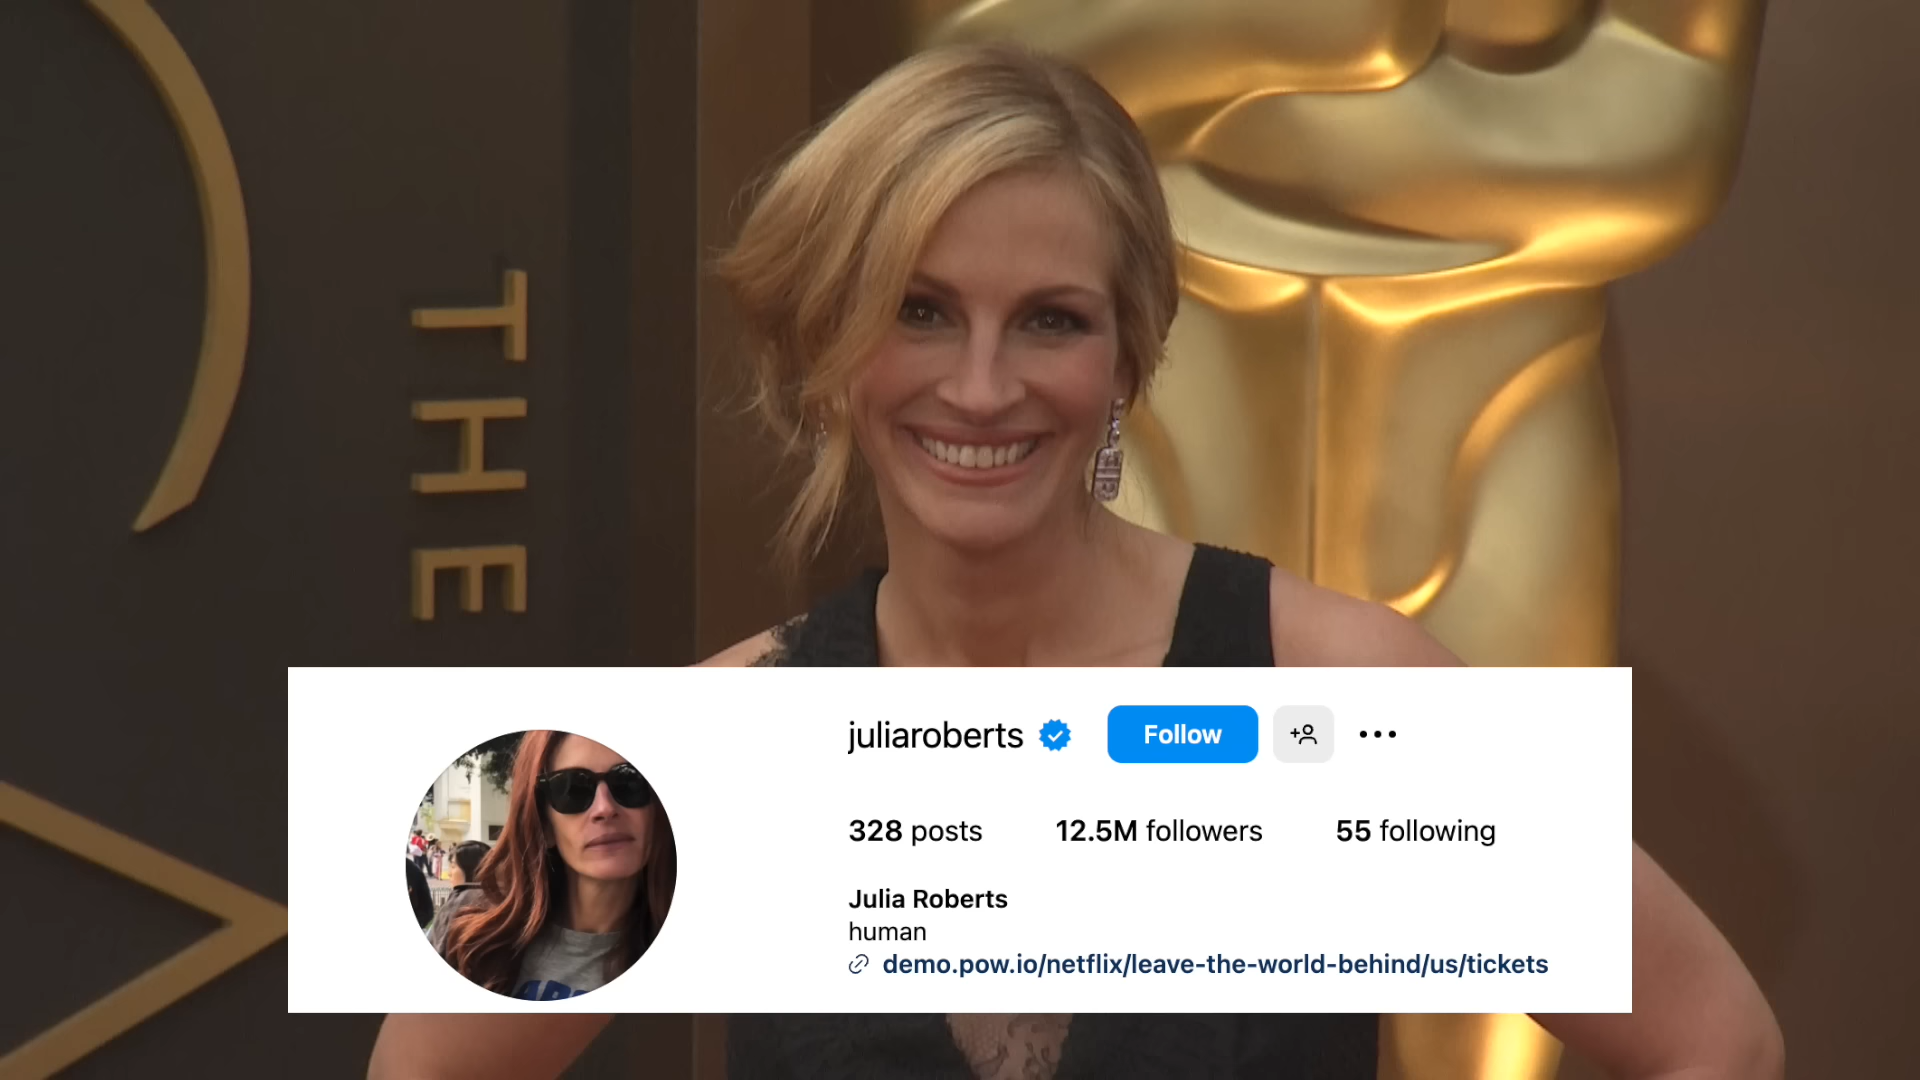 THE
juliaroberts Follow
328 posts 12.5M followers 55 following
Julia Roberts
human
demo.pow.io/netflix/leave-the-world-behind/us/tickets